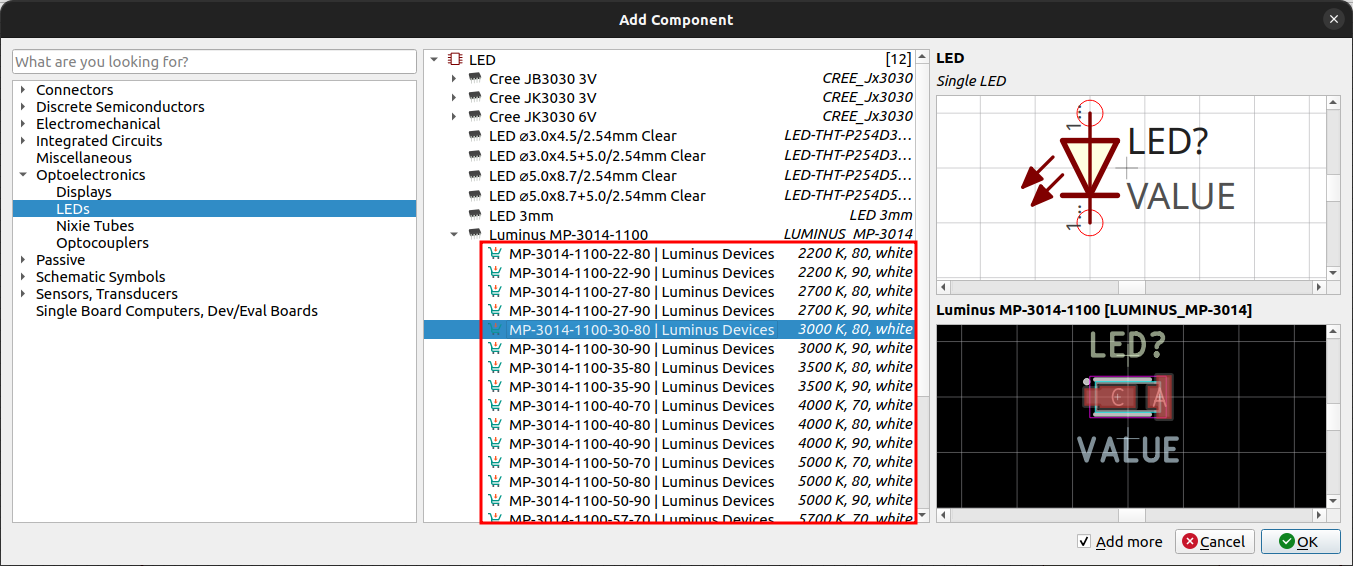 Add Component
What are you looking for?
Connectors
Discrete Semiconductors
Electromechanical
Integrated Circuits
Miscellaneous
Optoelectronics
Displays
LEDs
Nixie Tubes
Optocouplers
Passive
Schematic Symbols
Sensors, Transducers
Single Board Computers, Dev/Eval Boards
LED [12]
Cree JB3030 3V CREE_Jx3030
Cree JK3030 3V CREE_Jx3030
Cree JK3030 6V CREE_Jx3030
LED ⌀3.0x4.5/2.54mm Clear LED-THT-P254D3...
LED ⌀3.0x4.5+5.0/2.54mm Clear LED-THT-P254D3...
LED ⌀5.0x8.7/2.54mm Clear LED-THT-P254D5...
LED ⌀5.0x8.7+5.0/2.54mm Clear LED-THT-P254D5...
LED 3mm LED 3mm
Luminus MP-3014-1100 LUMINUS_MP-3014
MP-3014-1100-22-80 | Luminus Devices 2200 K, 80, white
MP-3014-1100-22-90 | Luminus Devices 2200 K, 90, white
MP-3014-1100-27-80 | Luminus Devices 2700 K, 80, white
MP-3014-1100-27-90 | Luminus Devices 2700 K, 90, white
MP-3014-1100-30-80 | Luminus Devices 3000 K, 80, white
MP-3014-1100-30-90 | Luminus Devices 3000 K, 90, white
MP-3014-1100-35-80 | Luminus Devices 3500 K, 80, white
MP-3014-1100-35-90 | Luminus Devices 3500 K, 90, white
MP-3014-1100-40-70 | Luminus Devices 4000 K, 70, white
MP-3014-1100-40-80 | Luminus Devices 4000 K, 80, white
MP-3014-1100-40-90 | Luminus Devices 4000 K, 90, white
MP-3014-1100-50-70 | Luminus Devices 5000 K, 70, white
MP-3014-1100-50-80 | Luminus Devices 5000 K, 80, white
MP-3014-1100-50-90 | Luminus Devices 5000 K, 90, white
MP-3014-1100-57-70 | Luminus Devices 5700 K, 70, white
LED
Single LED
1...
LED?
VALUE
1...
Luminus MP-3014-1100 [LUMINUS_MP-3014]
LED?
C A
VALUE
Add more
Cancel
OK